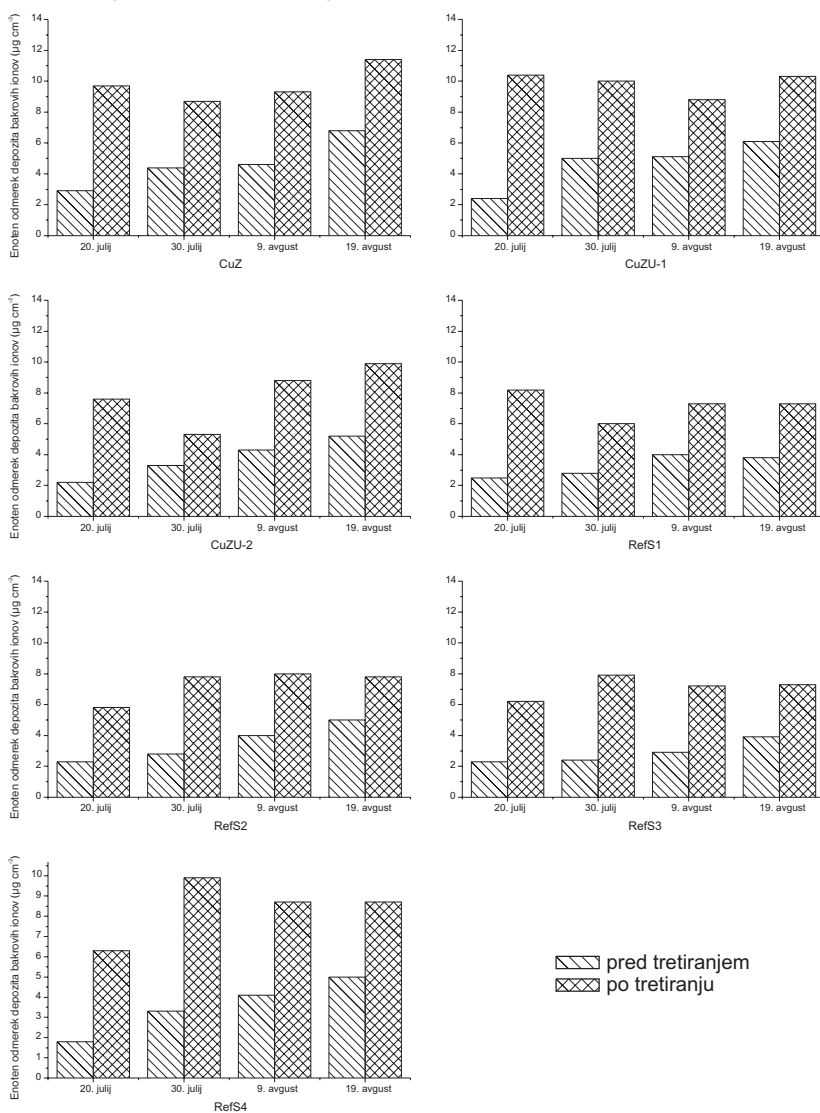 Enoten odmerek depozita bakrovih ionov (µg cm⁻²)
14
12
10
8
6
4
2
0
20. julij 30. julij 9. avgust 19. avgust
CuZ
14
12
10
8
6
4
2
0
20. julij 30. julij 9. avgust 19. avgust
CuZU-1
Enoten odmerek depozita bakrovih ionov (µg cm⁻²)
14
12
10
8
6
4
2
0
20. julij 30. julij 9. avgust 19. avgust
CuZU-2
14
12
10
8
6
4
2
0
20. julij 30. julij 9. avgust 19. avgust
RefS1
Enoten odmerek depozita bakrovih ionov (µg cm⁻²)
14
12
10
8
6
4
2
0
20. julij 30. julij 9. avgust 19. avgust
RefS2
14
12
10
8
6
4
2
0
20. julij 30. julij 9. avgust 19. avgust
RefS3
Enoten odmerek depozita bakrovih ionov (µg cm⁻²)
10
9
8
7
6
5
4
3
2
1
0
20. julij 30. julij 9. avgust 19. avgust
RefS4
pred tretiranjem
po tretiranju